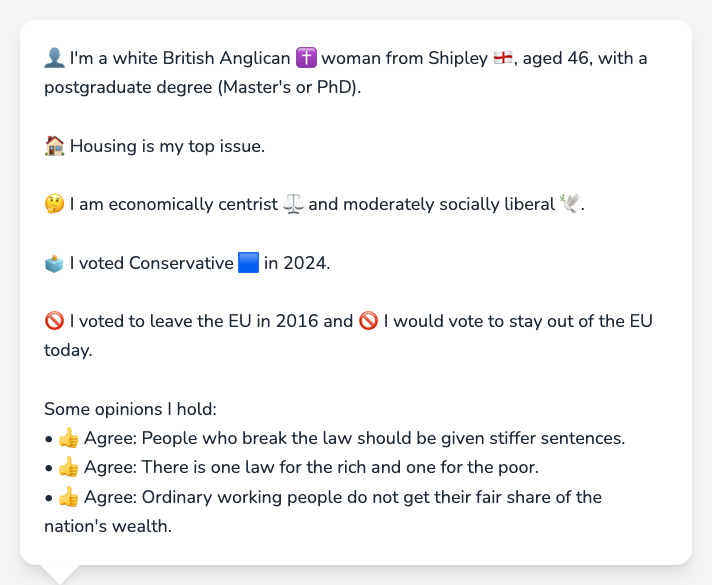 👤 I'm a white British Anglican ✝️ woman from Shipley 🏴󠁧󠁢󠁥󠁮󠁧󠁿, aged 46, with a
postgraduate degree (Master's or PhD).
🏠 Housing is my top issue.
🤔 I am economically centrist ⚖️ and moderately socially liberal 🕊️.
🗳️ I voted Conservative 🟦 in 2024.
🚫 I voted to leave the EU in 2016 and 🚫 I would vote to stay out of the EU
today.
Some opinions I hold:
• 👍 Agree: People who break the law should be given stiffer sentences.
• 👍 Agree: There is one law for the rich and one for the poor.
• 👍 Agree: Ordinary working people do not get their fair share of the
nation's wealth.